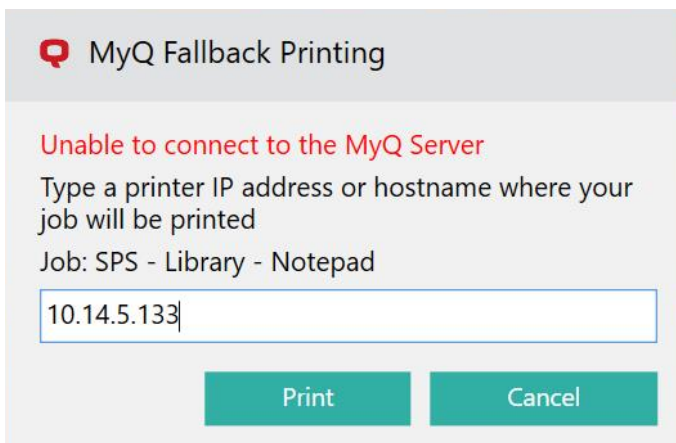 MyQ Fallback Printing
Unable to connect to the MyQ Server
Type a printer IP address or hostname where your
job will be printed
Job: SPS - Library - Notepad
10.14.5.133
Print
Cancel